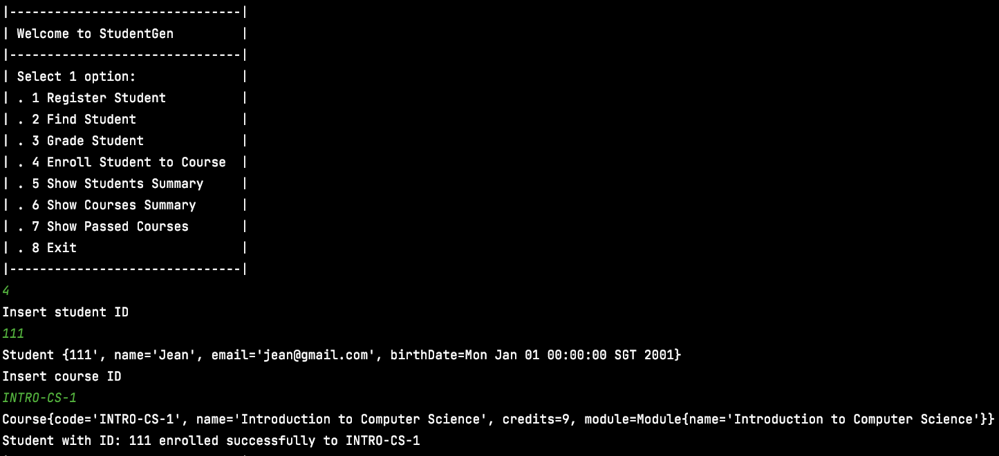 |-------------------------------|
| Welcome to StudentGen         |
|-------------------------------|
| Select 1 option:              |
| . 1 Register Student          |
| . 2 Find Student              |
| . 3 Grade Student             |
| . 4 Enroll Student to Course  |
| . 5 Show Students Summary     |
| . 6 Show Courses Summary      |
| . 7 Show Passed Courses       |
| . 8 Exit                      |
|-------------------------------|
4
Insert student ID
111
Student {111', name='Jean', email='jean@gmail.com', birthDate=Mon Jan 01 00:00:00 SGT 2001}
Insert course ID
INTRO-CS-1
Course{code='INTRO-CS-1', name='Introduction to Computer Science', credits=9, module=Module{name='Introduction to Computer Science'}}
Student with ID: 111 enrolled successfully to INTRO-CS-1